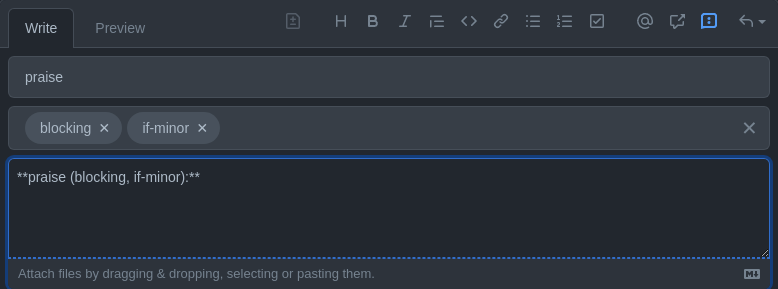 Write Preview
praise
blocking × if-minor ×
**praise (blocking, if-minor):**
Attach files by dragging & dropping, selecting or pasting them.